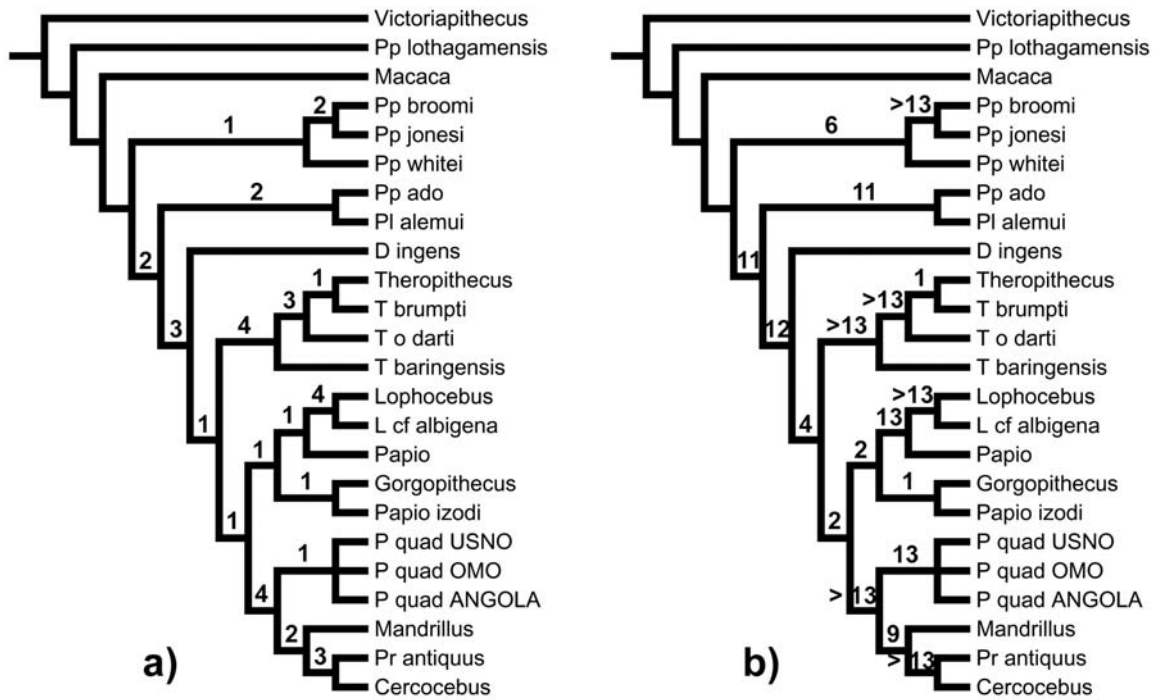 Victoriapithecus
Pp lothagamensis
Macaca
2 Pp broomi
1
Pp jonesi
Pp whitei
2 Pp ado
Pl alemui
2 D ingens
1 Theropithecus
3 T brumpti
3 4 T o darti
T baringensis
4 Lophocebus
1 1 L cf albigena
1 Papio
1 Gorgopithecus
1 Papio izodi
P quad USNO
1 P quad OMO
4 P quad ANGOLA
2 Mandrillus
3 Pr antiquus
Cercocebus
a)
Victoriapithecus
Pp lothagamensis
Macaca
>13 Pp broomi
6
Pp jonesi
Pp whitei
11 Pp ado
Pl alemui
11 D ingens
1 Theropithecus
>13 T brumpti
12 >13 T o darti
T baringensis
>13 Lophocebus
4 13 L cf albigena
2 Papio
1 Gorgopithecus
2 Papio izodi
P quad USNO
13 P quad OMO
>13 P quad ANGOLA
9 Mandrillus
>13 Pr antiquus
Cercocebus
b)